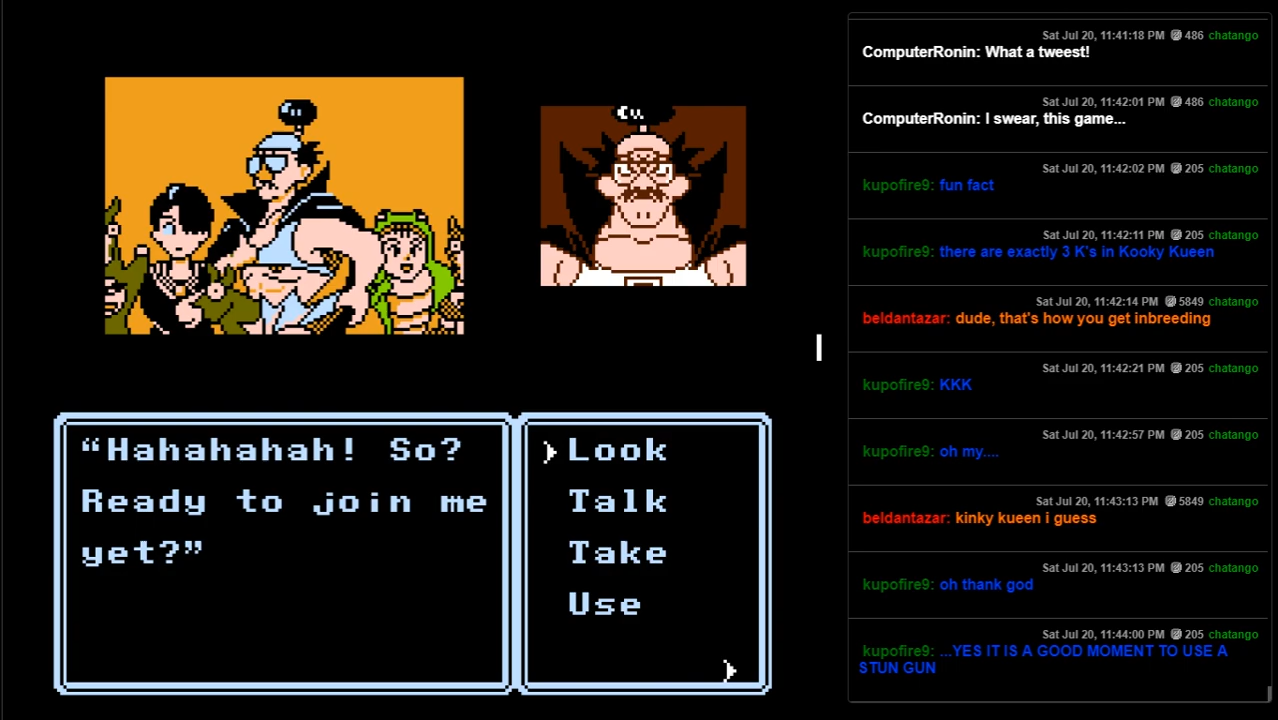 “Hahahahah! So?
Ready to join me
yet?”
Look
Talk
Take
Use
Sat Jul 20, 11:41:18 PM 486 chatango
ComputerRonin: What a tweest!
Sat Jul 20, 11:42:01 PM 486 chatango
ComputerRonin: I swear, this game...
Sat Jul 20, 11:42:02 PM 205 chatango
kupofire9: fun fact
Sat Jul 20, 11:42:11 PM 205 chatango
kupofire9: there are exactly 3 K's in Kooky Kueen
Sat Jul 20, 11:42:14 PM 5849 chatango
beldantazar: dude, that's how you get inbreeding
Sat Jul 20, 11:42:21 PM 205 chatango
kupofire9: KKK
Sat Jul 20, 11:42:57 PM 205 chatango
kupofire9: oh my....
Sat Jul 20, 11:43:13 PM 5849 chatango
beldantazar: kinky kueen i guess
Sat Jul 20, 11:43:13 PM 205 chatango
kupofire9: oh thank god
Sat Jul 20, 11:44:00 PM 205 chatango
kupofire9: ...YES IT IS A GOOD MOMENT TO USE A
STUN GUN